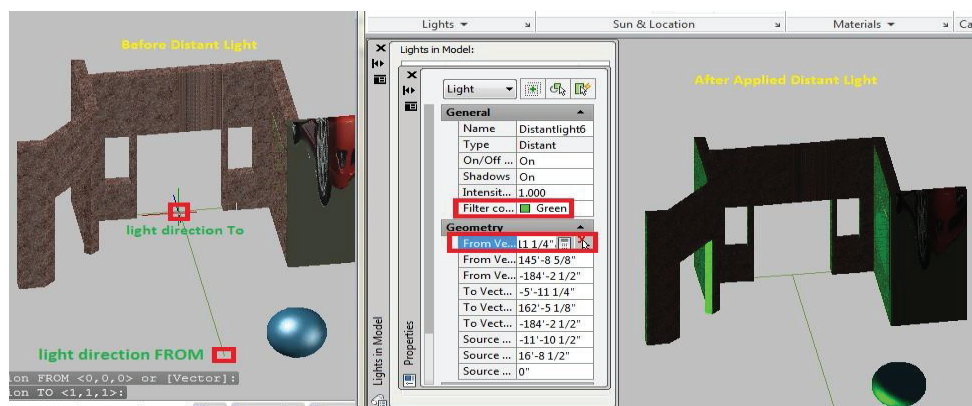 Before Distant Light
light direction To
light direction FROM
ion FROM <0,0,0> or [Vector]:
ion TO <1,1,1>:
Lights
Sun & Location
Materials
Ca
Lights in Model:
Light
General
Name Distantlight6
Type Distant
On/Off ... On
Shadows On
Intensit... 1.000
Filter co... Green
Geometry
From Ve... 11 1/4"
From Ve... 145'-8 5/8"
From Ve... -184'-2 1/2"
To Vect... -5'-11 1/4"
To Vect... 162'-5 1/8"
To Vect... -184'-2 1/2"
Source ... -11'-10 1/2"
Source ... 16'-8 1/2"
Source ... 0"
Lights in Model
Properties
After Applied Distant Light